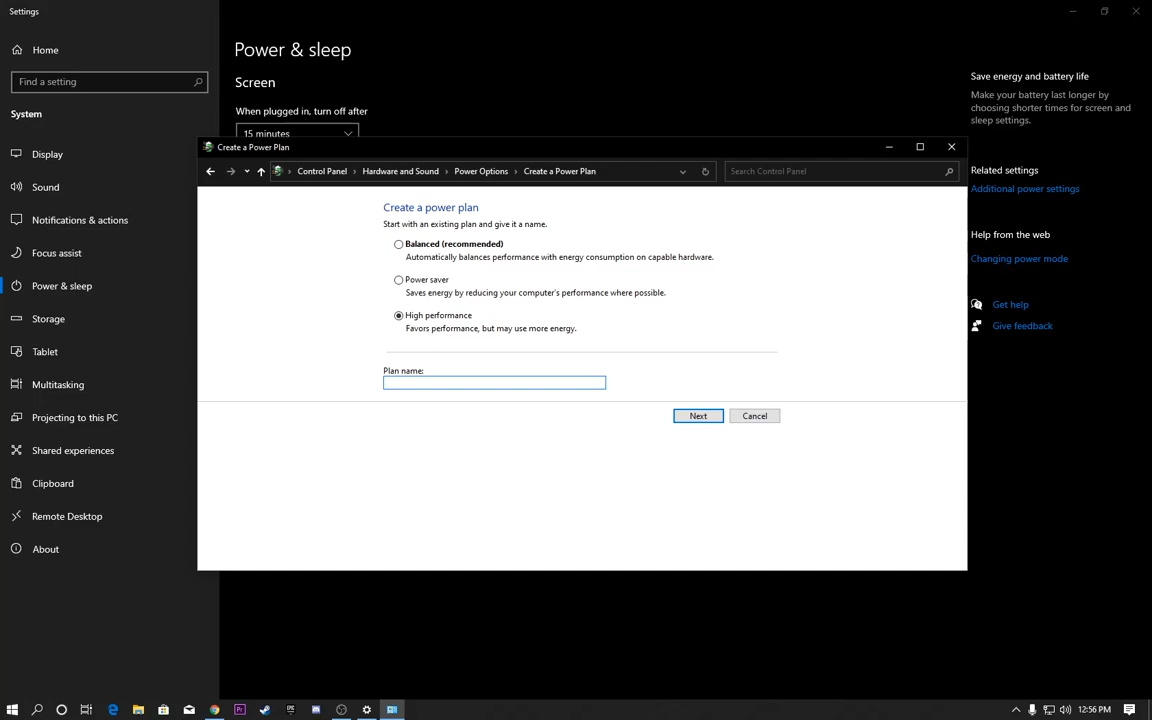 Settings
Home
Find a setting
System
Display
Sound
Notifications & actions
Focus assist
Power & sleep
Storage
Tablet
Multitasking
Projecting to this PC
Shared experiences
Clipboard
Remote Desktop
About
Power & sleep
Screen
When plugged in, turn off after
15 minutes
Save energy and battery life
Make your battery last longer by
choosing shorter times for screen and
sleep settings.
Related settings
Additional power settings
Help from the web
Changing power mode
Get help
Give feedback
Create a Power Plan
Control Panel > Hardware and Sound > Power Options > Create a Power Plan
Search Control Panel
Create a power plan
Start with an existing plan and give it a name.
Balanced (recommended)
Automatically balances performance with energy consumption on capable hardware.
Power saver
Saves energy by reducing your computer's performance where possible.
High performance
Favors performance, but may use more energy.
Plan name:
Next
Cancel
Pr
EPIC
12:56 PM